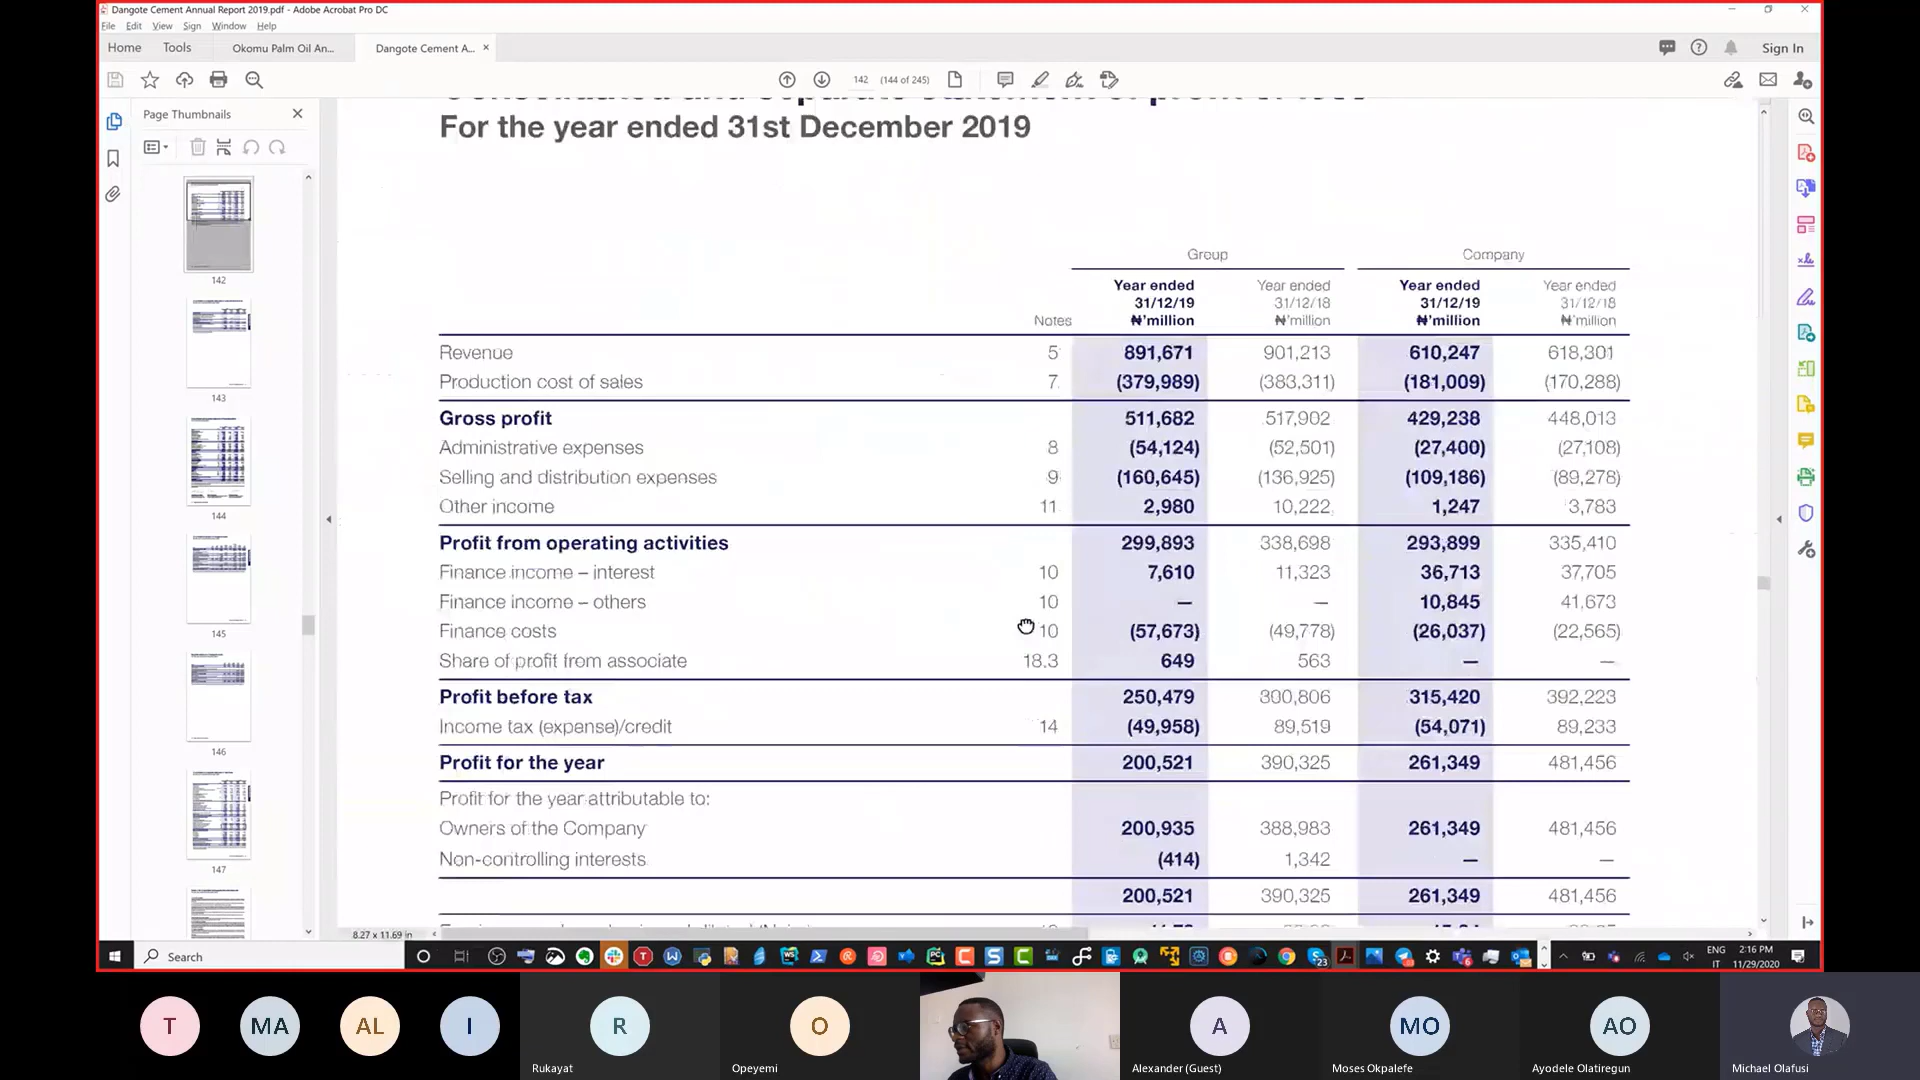 Dangote Cement Annual Report 2019.pdf - Adobe Acrobat Pro DC
File Edit View Sign Window Help
Home Tools Okomu Palm Oil An... Dangote Cement A... × Sign In
142 (144 of 245)
Page Thumbnails
142
143
144
145
146
147
Consolidated and separate statement of profit or loss
For the year ended 31st December 2019
Group Company
Year ended Year ended Year ended Year ended
31/12/19 31/12/18 31/12/19 31/12/18
Notes ₦'million ₦'million ₦'million ₦'million
Revenue 5 891,671 901,213 610,247 618,301
Production cost of sales 7 (379,989) (383,311) (181,009) (170,288)
Gross profit 511,682 517,902 429,238 448,013
Administrative expenses 8 (54,124) (52,501) (27,400) (27,108)
Selling and distribution expenses 9 (160,645) (136,925) (109,186) (89,278)
Other income 11 2,980 10,222 1,247 3,783
Profit from operating activities 299,893 338,698 293,899 335,410
Finance income – interest 10 7,610 11,323 36,713 37,705
Finance income – others 10 — — 10,845 41,673
Finance costs 10 (57,673) (49,778) (26,037) (22,565)
Share of profit from associate 18.3 649 563 — —
Profit before tax 250,479 300,806 315,420 392,223
Income tax (expense)/credit 14 (49,958) 89,519 (54,071) 89,233
Profit for the year 200,521 390,325 261,349 481,456
Profit for the year attributable to:
Owners of the Company 200,935 388,983 261,349 481,456
Non-controlling interests (414) 1,342 — —
200,521 390,325 261,349 481,456
8.27 x 11.69 in
Search
ENG 2:16 PM
IT 11/29/2020
T MA AL I R O A MO AO
Rukayat Opeyemi Alexander (Guest) Moses Okpalefe Ayodele Olatiregun Michael Olafusi